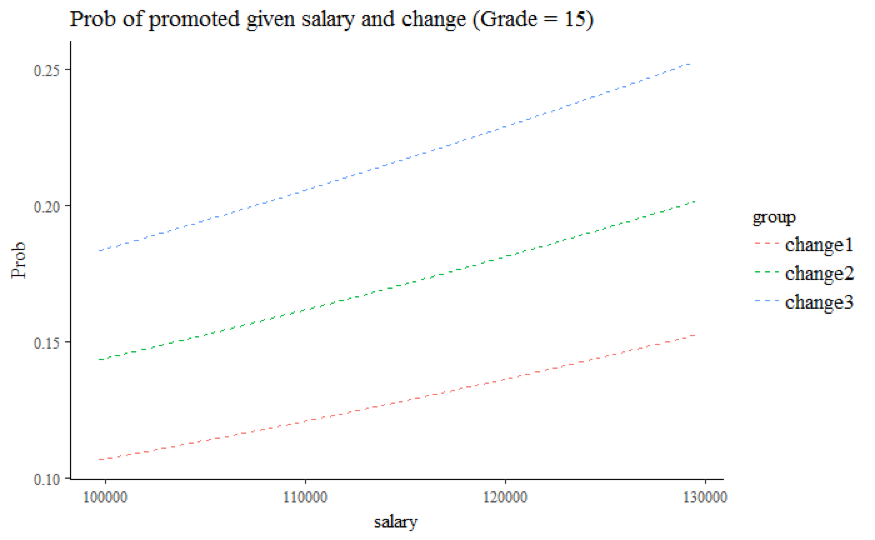 Prob of promoted given salary and change (Grade = 15)
0.25
0.20
0.15
0.10
Prob
100000 110000 120000 130000
salary
group
change1
change2
change3